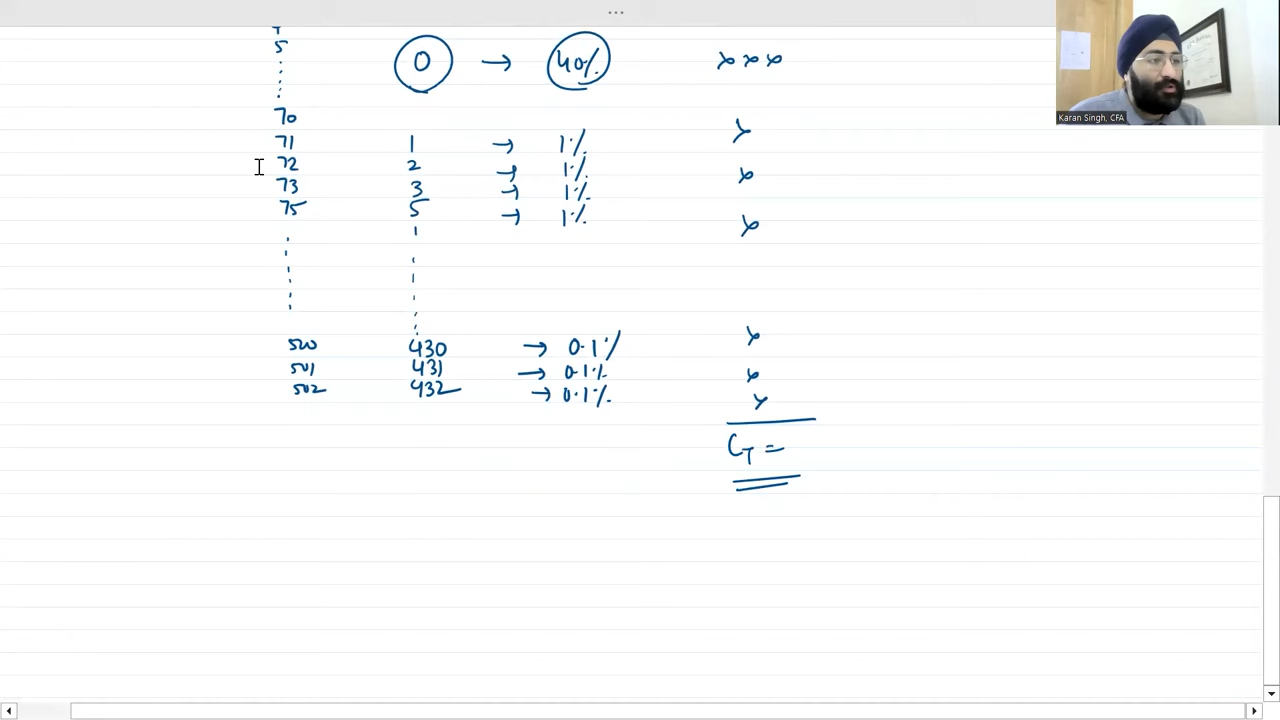 5
0 → 40%
70
71 1 → 1%
72 2 → 1%
73 3 → 1%
75 5 → 1%
500 430 → 0.1%
501 431 → 0.1%
502 432 → 0.1%
C_T =
Karan Singh, CFA